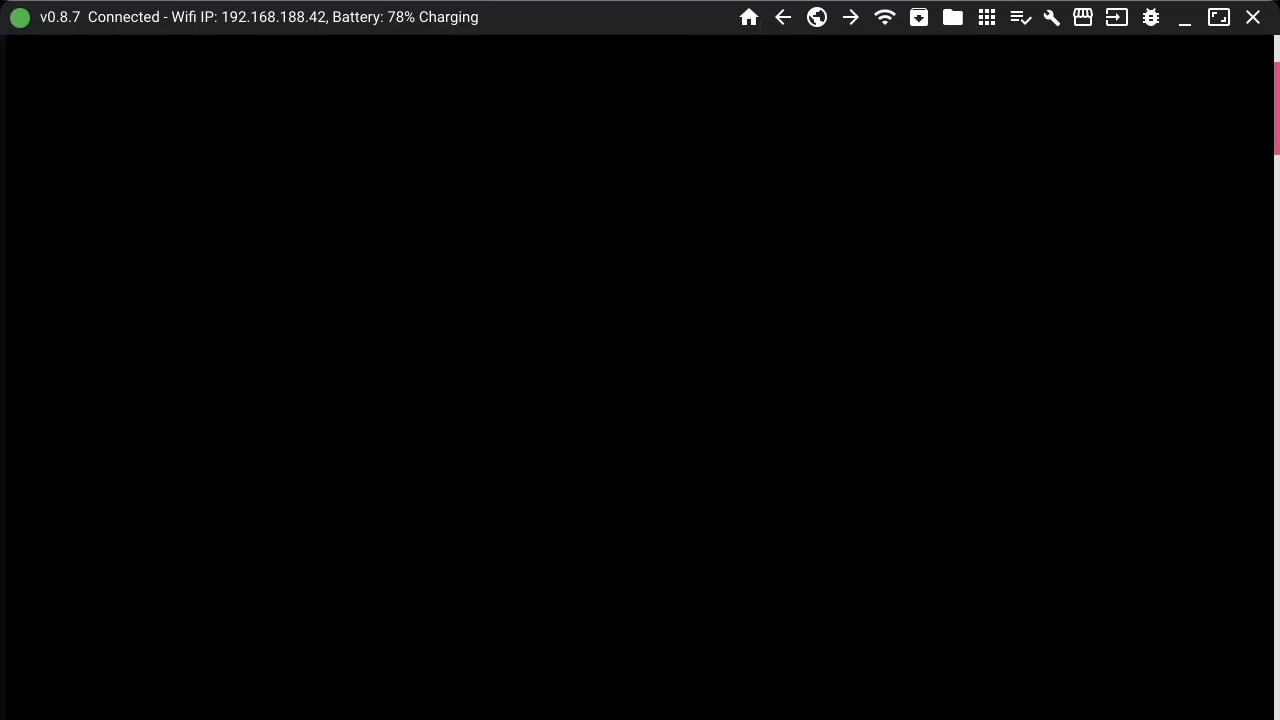 v0.8.7 Connected - Wifi IP: 192.168.188.42, Battery: 78% Charging